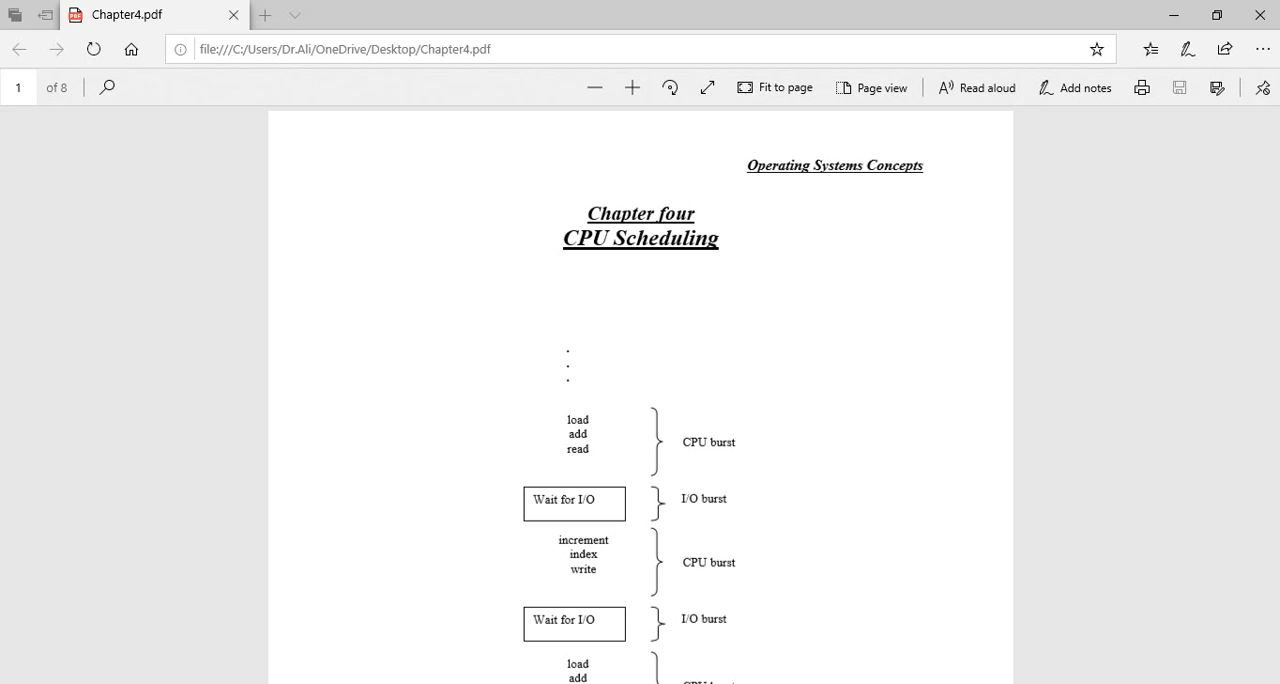 Chapter4.pdf
file:///C:/Users/Dr.Ali/OneDrive/Desktop/Chapter4.pdf
1 of 8 Fit to page Page view Read aloud Add notes
Operating Systems Concepts
Chapter four
CPU Scheduling
.
.
.
load
add
read
CPU burst
Wait for I/O
I/O burst
increment
index
write
CPU burst
Wait for I/O
I/O burst
load
add